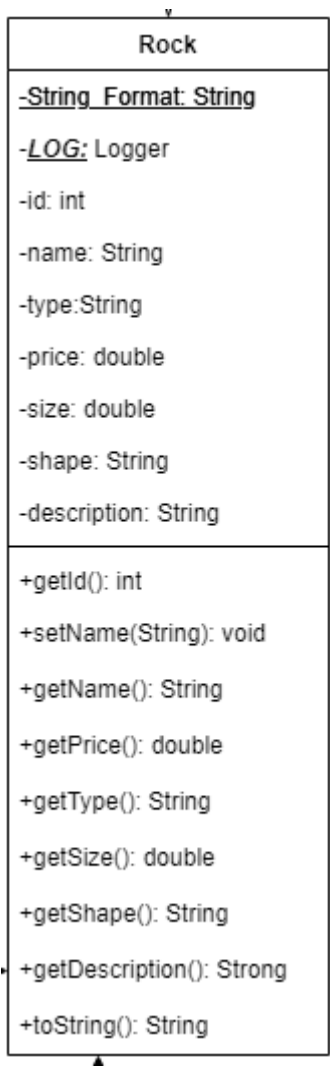 Rock
-String_Format: String
-LOG: Logger
-id: int
-name: String
-type:String
-price: double
-size: double
-shape: String
-description: String
+getId(): int
+setName(String): void
+getName(): String
+getPrice(): double
+getType(): String
+getSize(): double
+getShape(): String
+getDescription(): Strong
+toString(): String